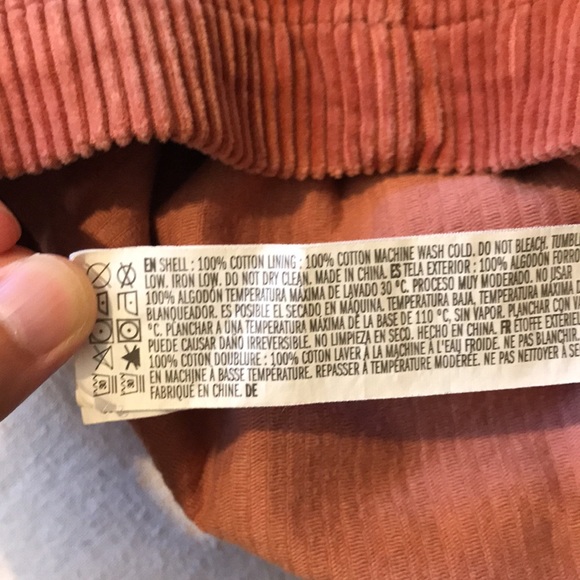 EN SHELL : 100% COTTON LINING : 100% COTTON MACHINE WASH COLD. DO NOT BLEACH. TUMBLE
LOW. IRON LOW. DO NOT DRY CLEAN. MADE IN CHINA. ES TELA EXTERIOR : 100% ALGODÓN FORRO
100% ALGODÓN TEMPERATURA MÁXIMA DE LAVADO 30 °C. PROCESO MUY MODERADO. NO USAR
BLANQUEADOR. ES POSIBLE EL SECADO EN MÁQUINA, TEMPERATURA BAJA, TEMPERATURA MÁXIMA
°C. PLANCHAR A UNA TEMPERATURA MÁXIMA DE LA BASE DE 110 °C, SIN VAPOR. PLANCHAR CON
PUEDE CAUSAR DAÑO IRREVERSIBLE. NO LIMPIEZA EN SECO. HECHO EN CHINA. FR ÉTOFFE EXTÉRIEURE
100% COTON DOUBLURE : 100% COTON LAVER À LA MACHINE À L'EAU FROIDE. NE PAS BLANCHIR.
EN MACHINE À BASSE TEMPÉRATURE. REPASSER À TEMPÉRATURE MODÉRÉE. NE PAS NETTOYER À
FABRIQUÉ EN CHINE. DE
30
30